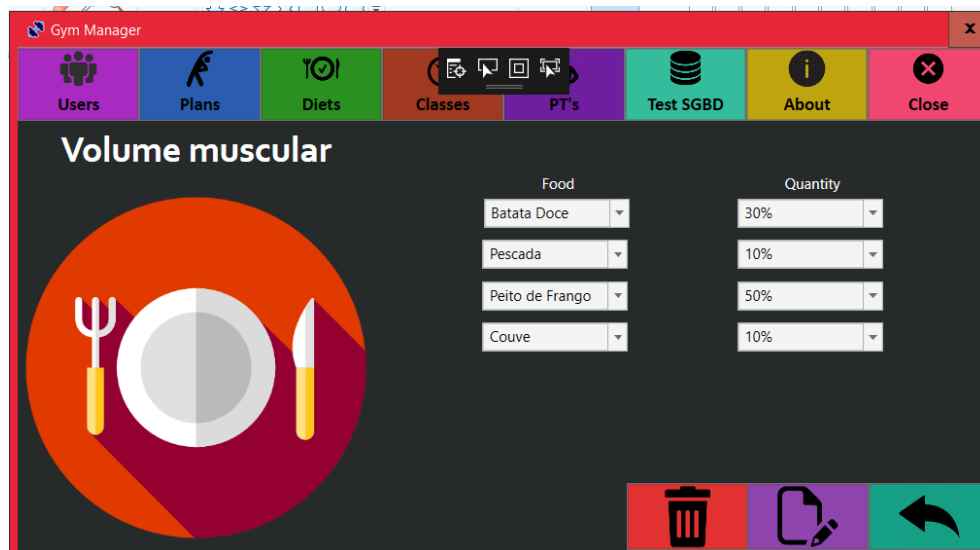 Gym Manager
x
Users Plans Diets Classes PT's Test SGBD About Close
Volume muscular
Food Quantity
Batata Doce 30%
Pescada 10%
Peito de Frango 50%
Couve 10%